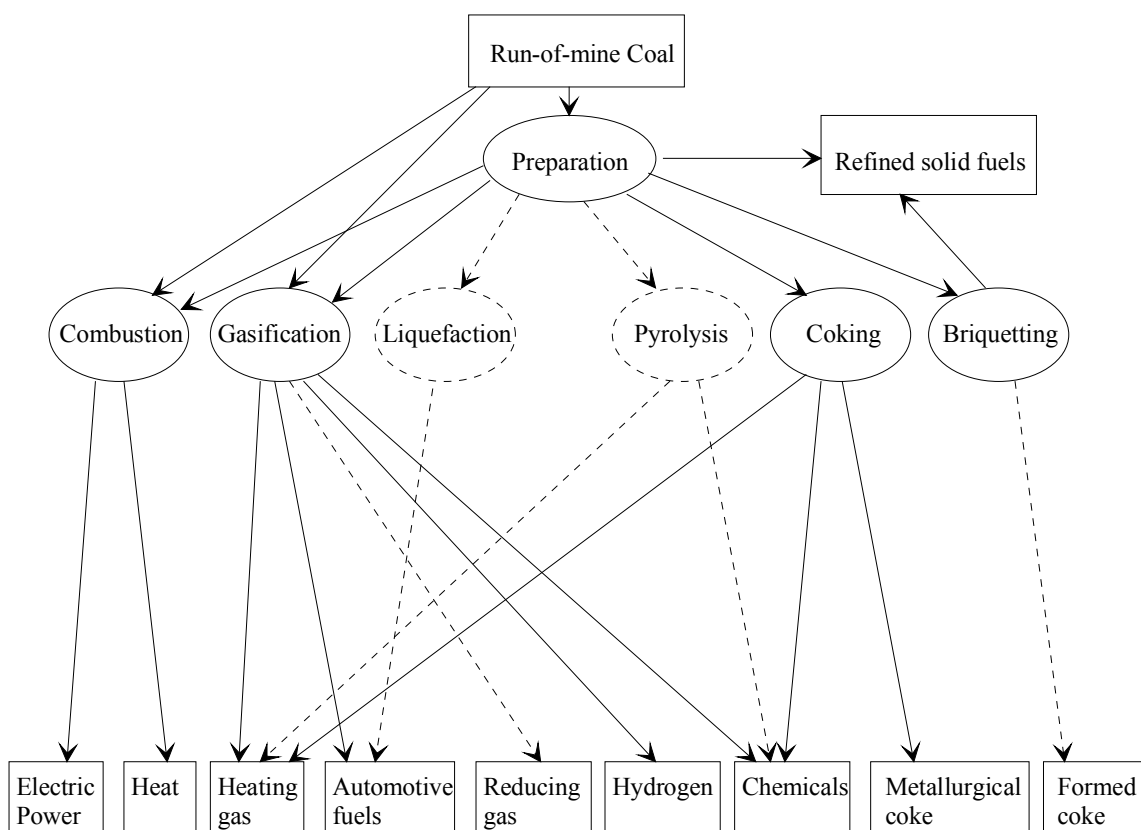 Run-of-mine Coal
Preparation
Refined solid fuels
Combustion
Gasification
Liquefaction
Pyrolysis
Coking
Briquetting
Electric
Power
Heat
Heating
gas
Automotive
fuels
Reducing
gas
Hydrogen
Chemicals
Metallurgical
coke
Formed
coke